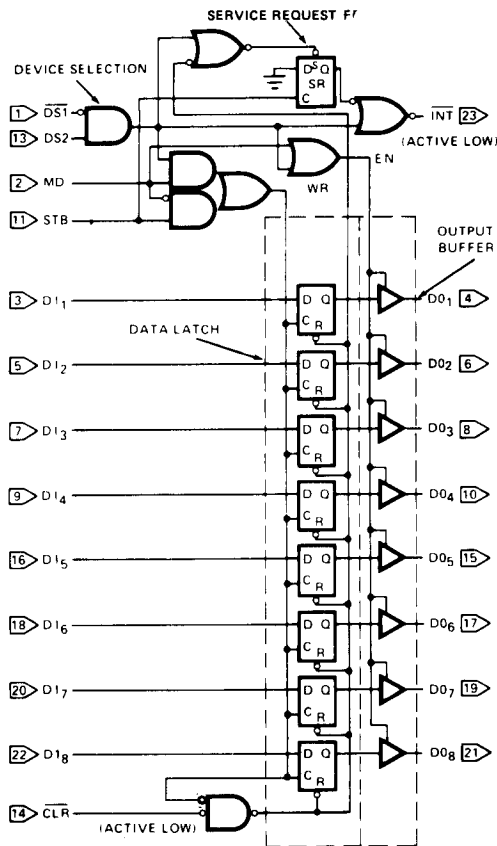 SERVICE REQUEST FF
DEVICE SELECTION
D S Q
SR
C
1 DS1
13 DS2
INT 23
(ACTIVE LOW)
2 MD
EN
WR
11 STB
OUTPUT
BUFFER
3 DI1
D Q
C R
DO1 4
DATA LATCH
5 DI2
D Q
C R
DO2 6
7 DI3
D Q
C R
DO3 8
9 DI4
D Q
C R
DO4 10
16 DI5
D Q
C R
DO5 15
18 DI6
D Q
C R
DO6 17
20 DI7
D Q
C R
DO7 19
22 DI8
D Q
C R
DO8 21
14 CLR
(ACTIVE LOW)